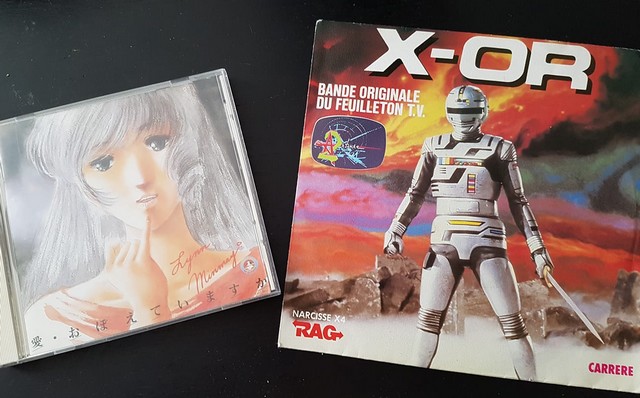 Lynn
Minmay
愛・おぼえていますか
X-OR
BANDE ORIGINALE
DU FEUILLETON T.V.
NARCISSE X4
RAG
CARRERE